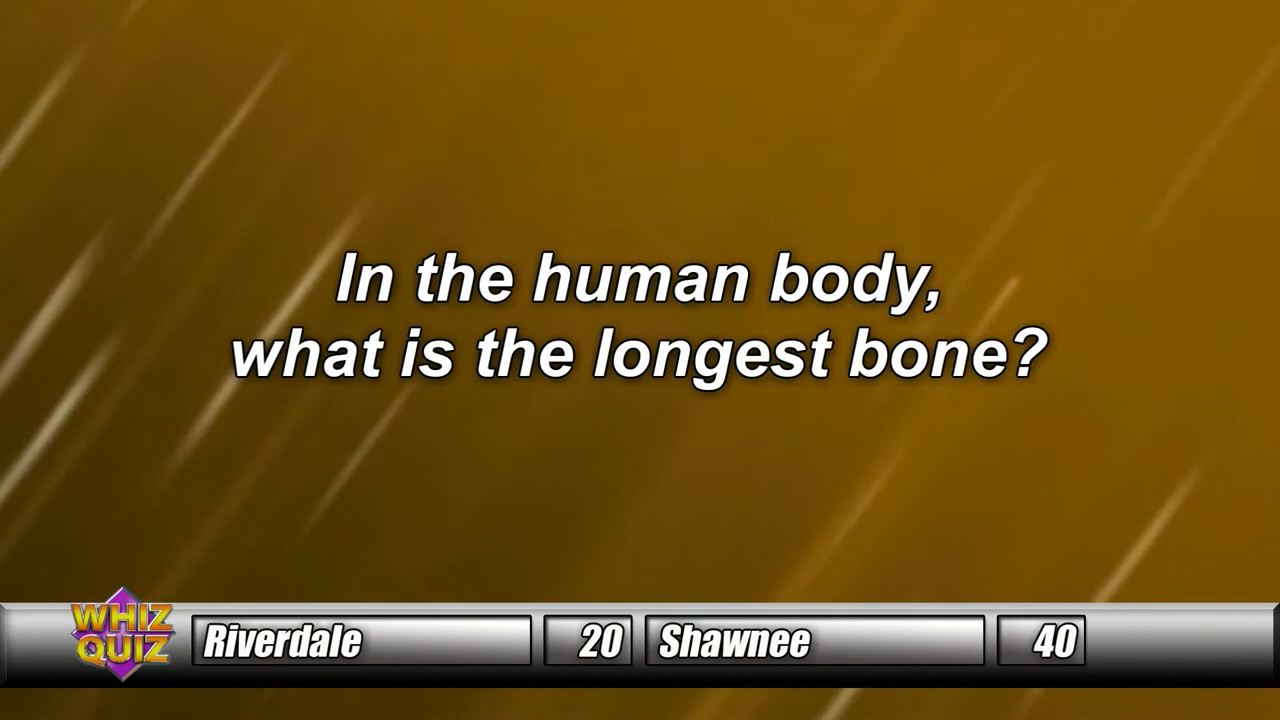 In the human body,
what is the longest bone?
WHIZ
QUIZ
Riverdale 20 Shawnee 40